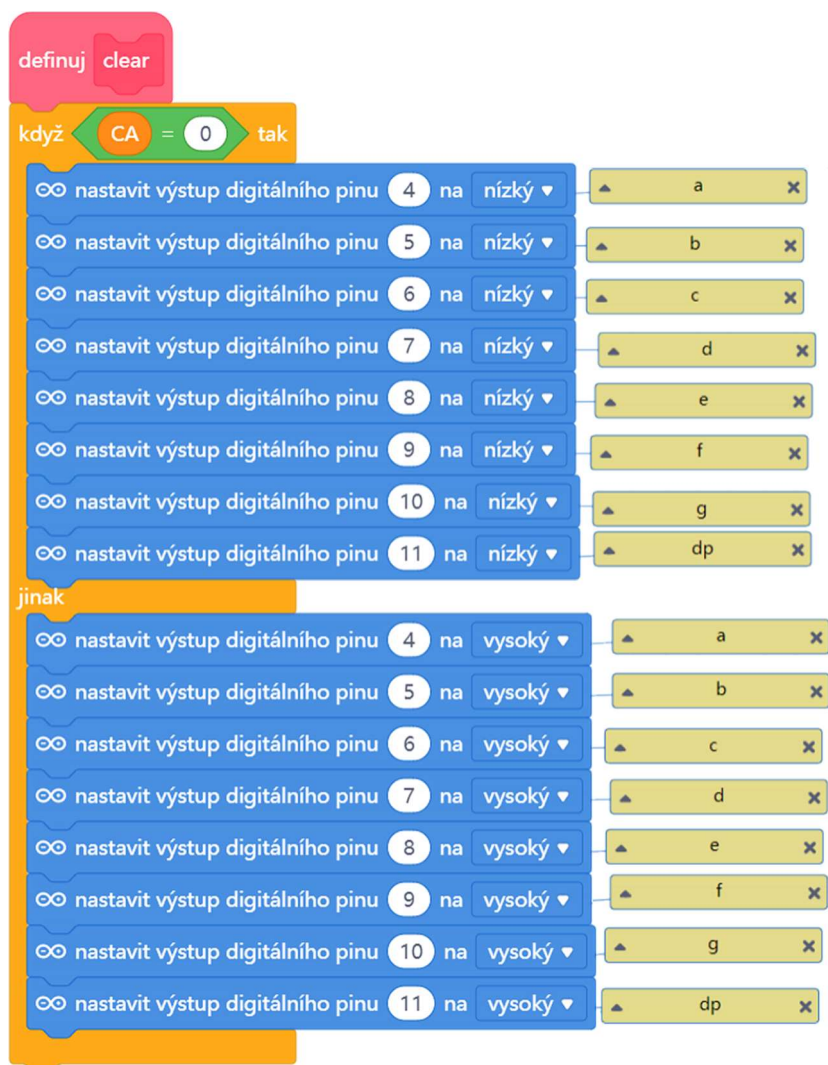 definuj clear
když CA = 0 tak
nastavit výstup digitálního pinu 4 na nízký a
nastavit výstup digitálního pinu 5 na nízký b
nastavit výstup digitálního pinu 6 na nízký c
nastavit výstup digitálního pinu 7 na nízký d
nastavit výstup digitálního pinu 8 na nízký e
nastavit výstup digitálního pinu 9 na nízký f
nastavit výstup digitálního pinu 10 na nízký g
nastavit výstup digitálního pinu 11 na nízký dp
jinak
nastavit výstup digitálního pinu 4 na vysoký a
nastavit výstup digitálního pinu 5 na vysoký b
nastavit výstup digitálního pinu 6 na vysoký c
nastavit výstup digitálního pinu 7 na vysoký d
nastavit výstup digitálního pinu 8 na vysoký e
nastavit výstup digitálního pinu 9 na vysoký f
nastavit výstup digitálního pinu 10 na vysoký g
nastavit výstup digitálního pinu 11 na vysoký dp